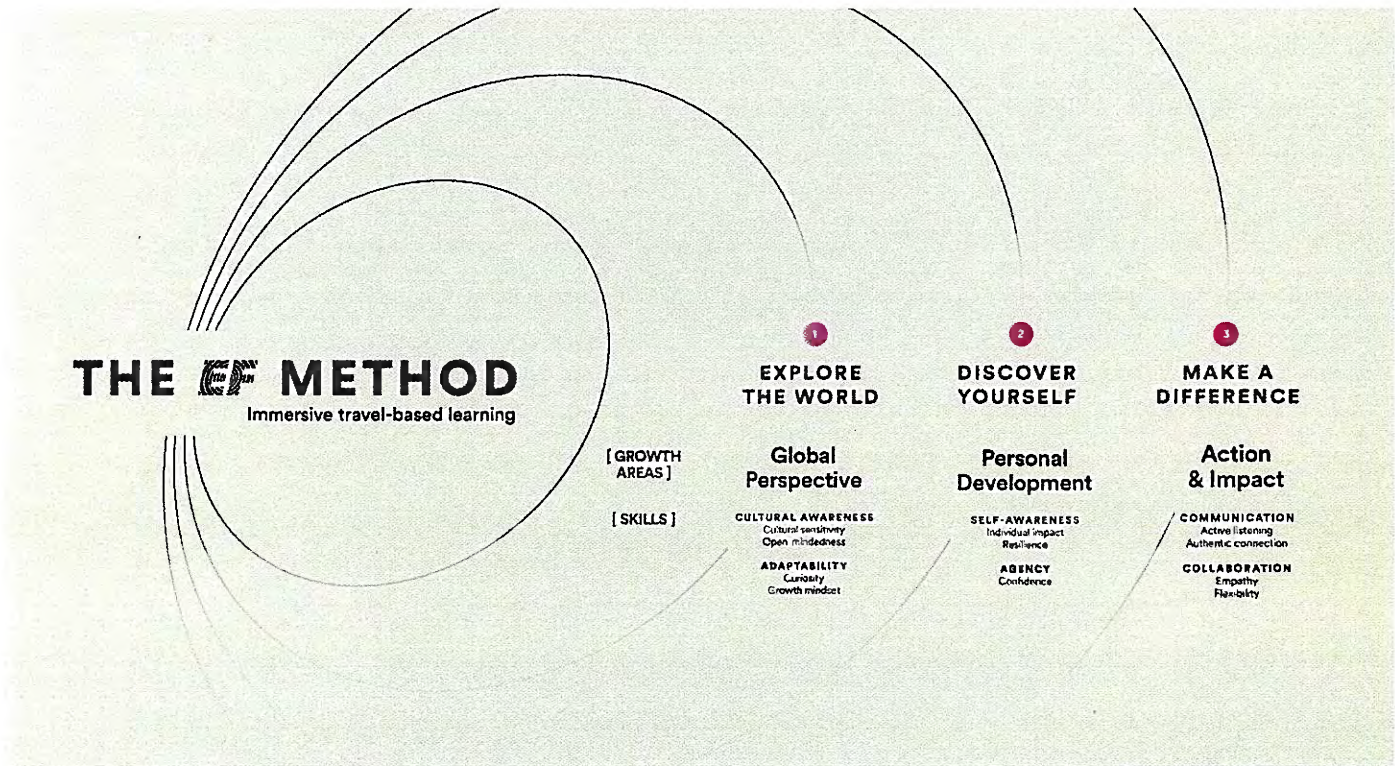 THE EF METHOD
Immersive travel-based learning
1
EXPLORE
THE WORLD
2
DISCOVER
YOURSELF
3
MAKE A
DIFFERENCE
[ GROWTH
AREAS ]
Global
Perspective
Personal
Development
Action
& Impact
[ SKILLS ]
CULTURAL AWARENESS
Cultural sensitivity
Open mindedness
ADAPTABILITY
Curiosity
Growth mindset
SELF-AWARENESS
Individual impact
Resilience
AGENCY
Confidence
COMMUNICATION
Active listening
Authentic connection
COLLABORATION
Empathy
Flexibility